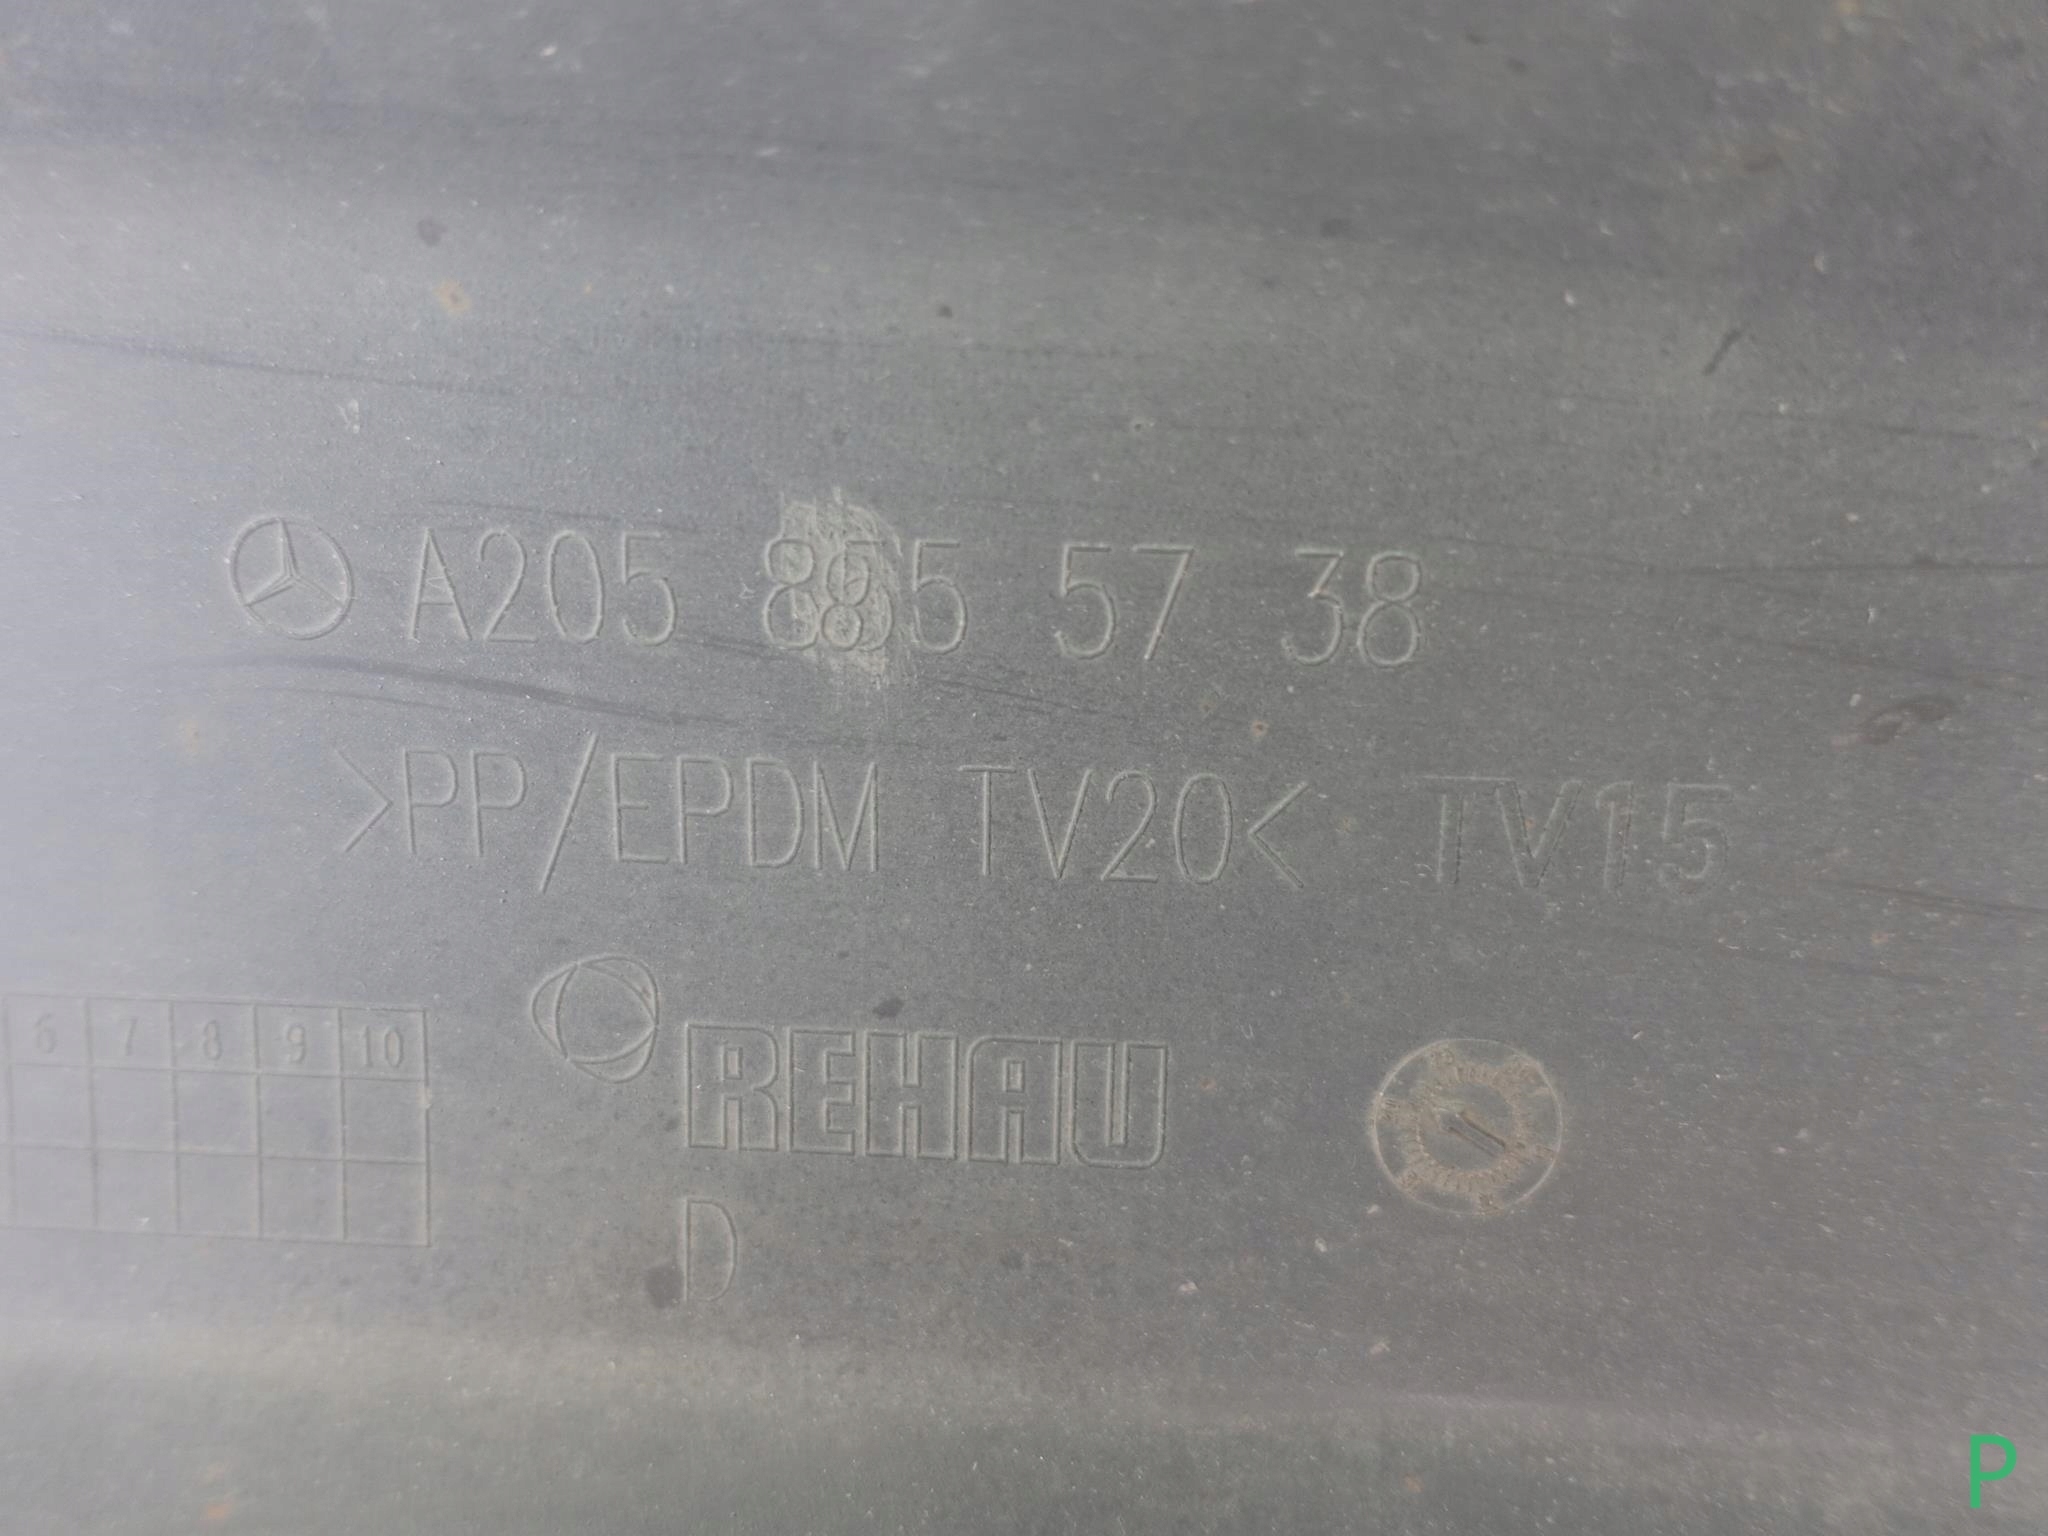 A205 885 57 38
>PP/EPDM TV20< TV15
6 7 8 9 10
REHAU
D
P